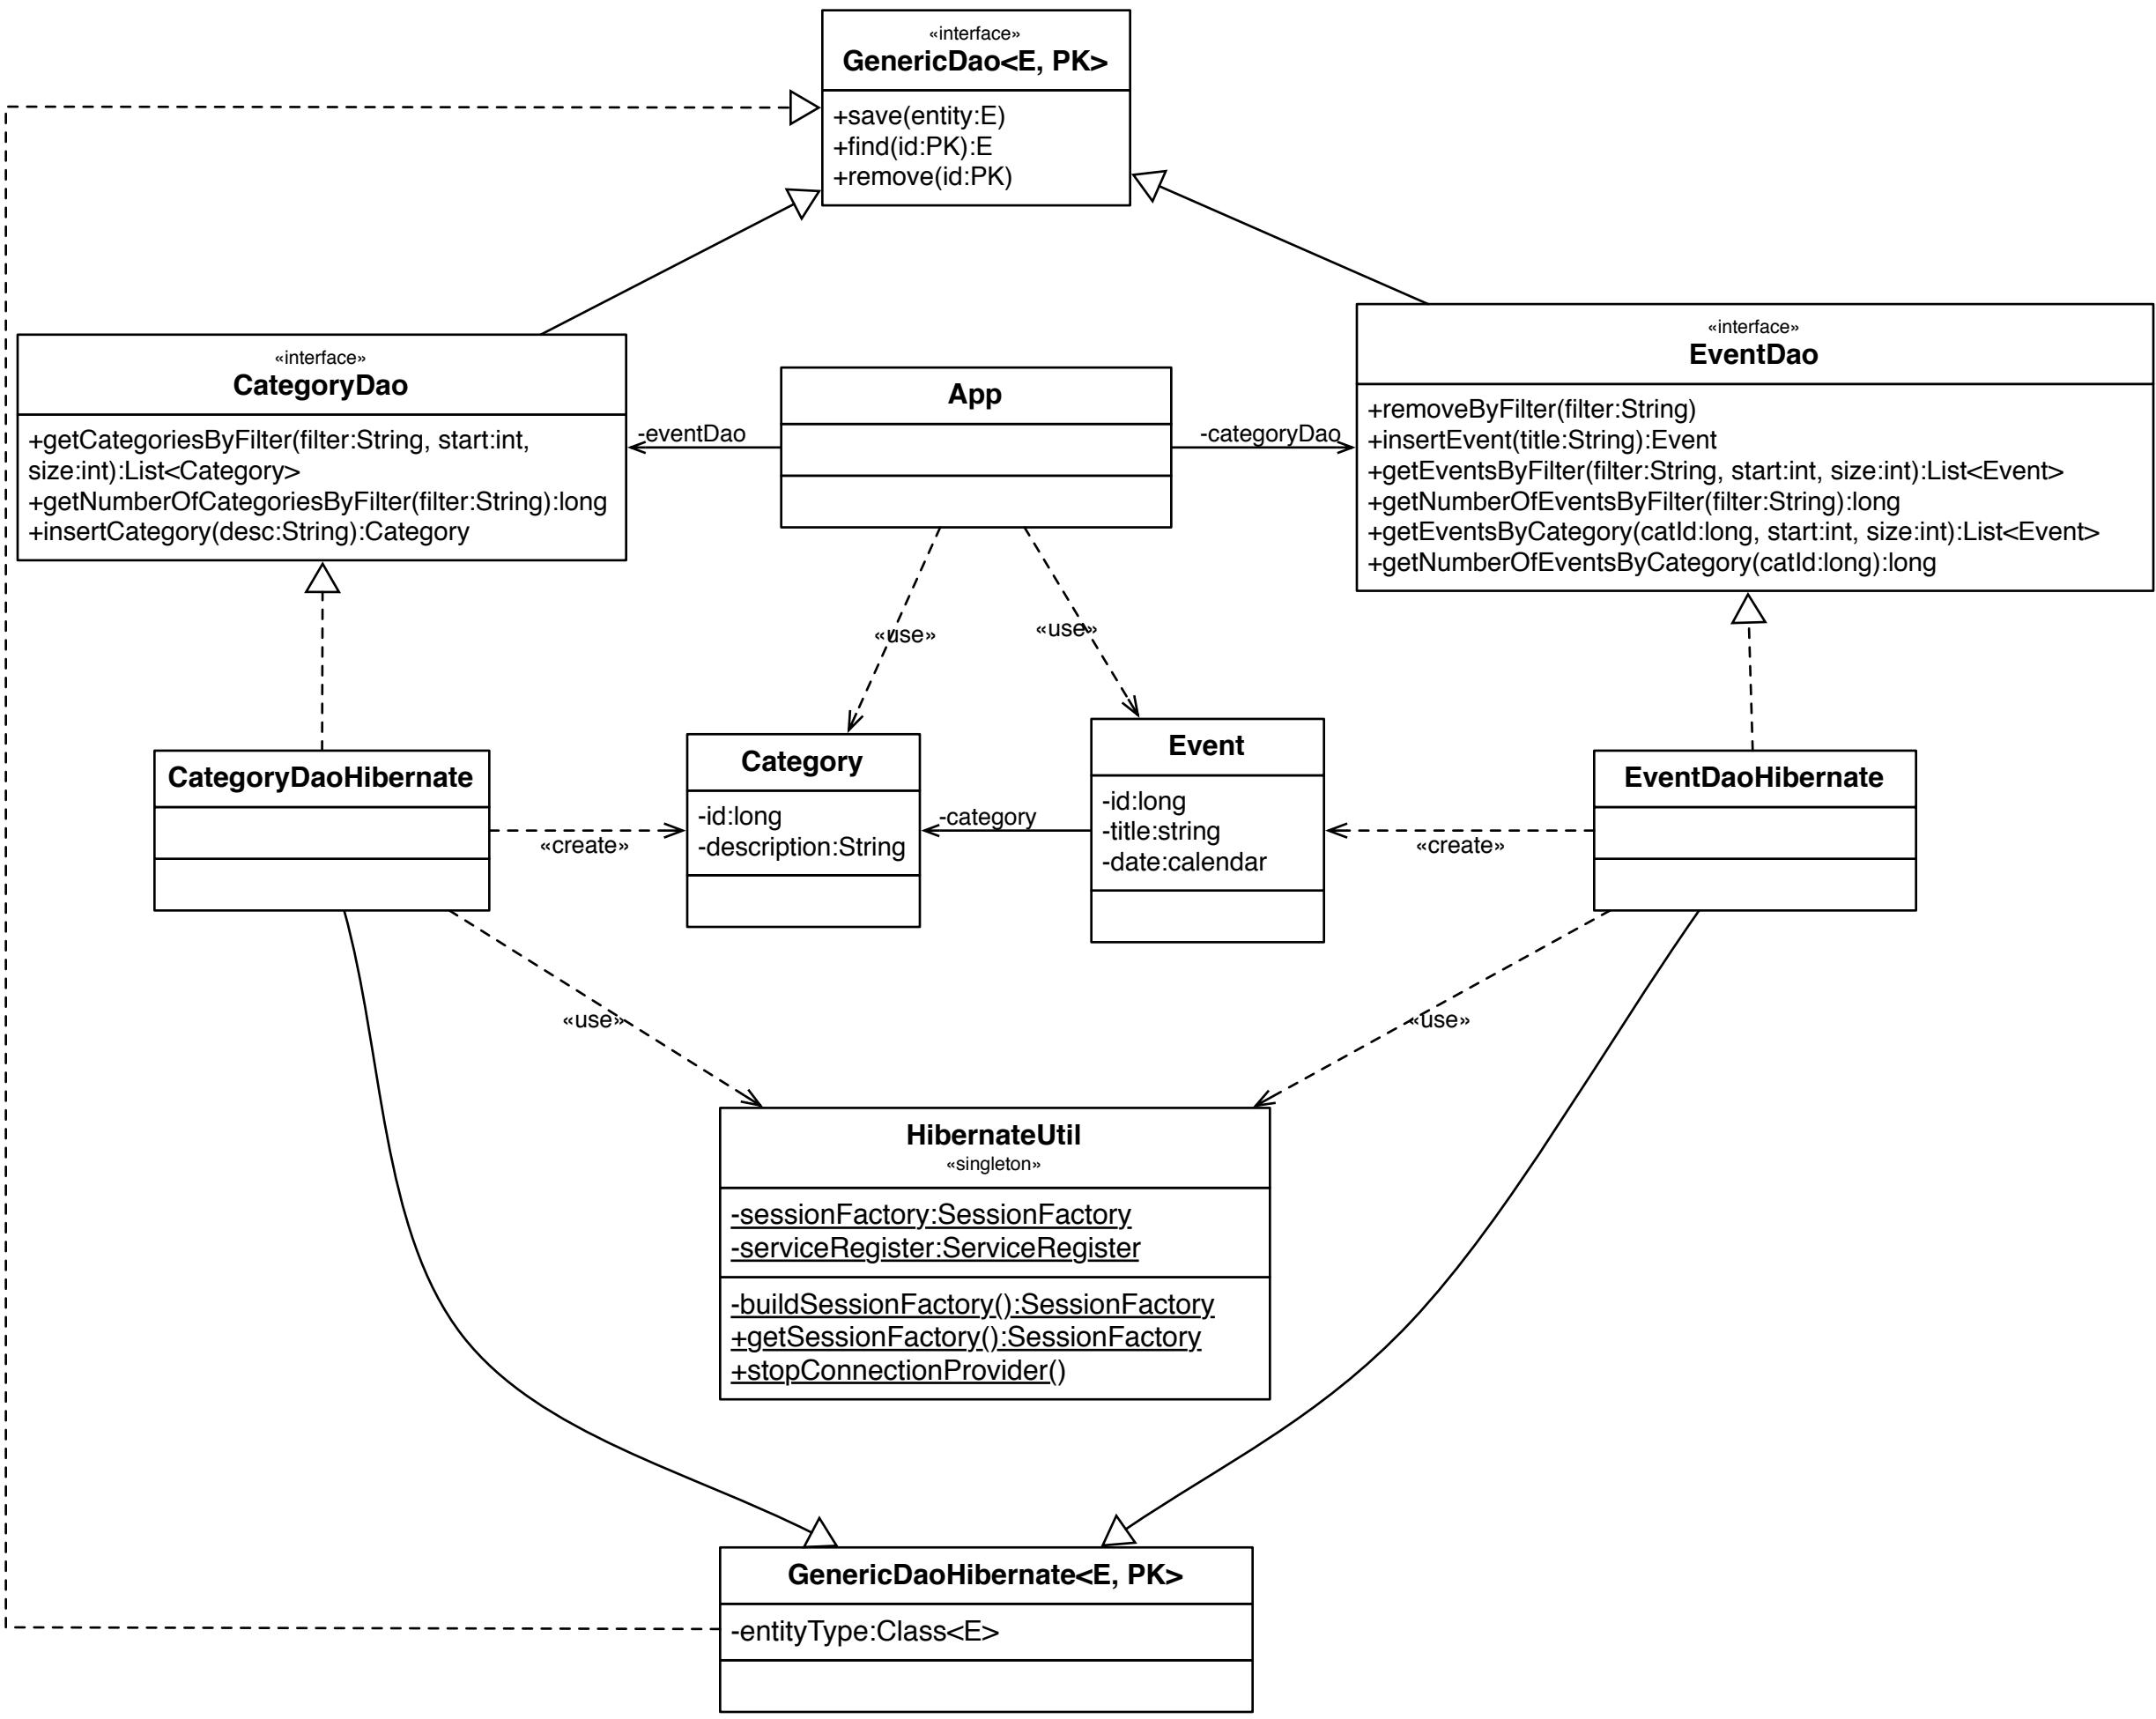 «interface»
GenericDao<E, PK>
+save(entity:E)
+find(id:PK):E
+remove(id:PK)
«interface»
CategoryDao
+getCategoriesByFilter(filter:String, start:int,
size:int):List<Category>
+getNumberOfCategoriesByFilter(filter:String):long
+insertCategory(desc:String):Category
-eventDao
App
-categoryDao
«interface»
EventDao
+removeByFilter(filter:String)
+insertEvent(title:String):Event
+getEventsByFilter(filter:String, start:int, size:int):List<Event>
+getNumberOfEventsByFilter(filter:String):long
+getEventsByCategory(catId:long, start:int, size:int):List<Event>
+getNumberOfEventsByCategory(catId:long):long
«use»
«use»
CategoryDaoHibernate
«create»
Category
-id:long
-description:String
-category
Event
-id:long
-title:string
-date:calendar
«create»
EventDaoHibernate
«use»
«use»
HibernateUtil
«singleton»
-sessionFactory:SessionFactory
-serviceRegister:ServiceRegister
-buildSessionFactory():SessionFactory
+getSessionFactory():SessionFactory
+stopConnectionProvider()
GenericDaoHibernate<E, PK>
-entityType:Class<E>